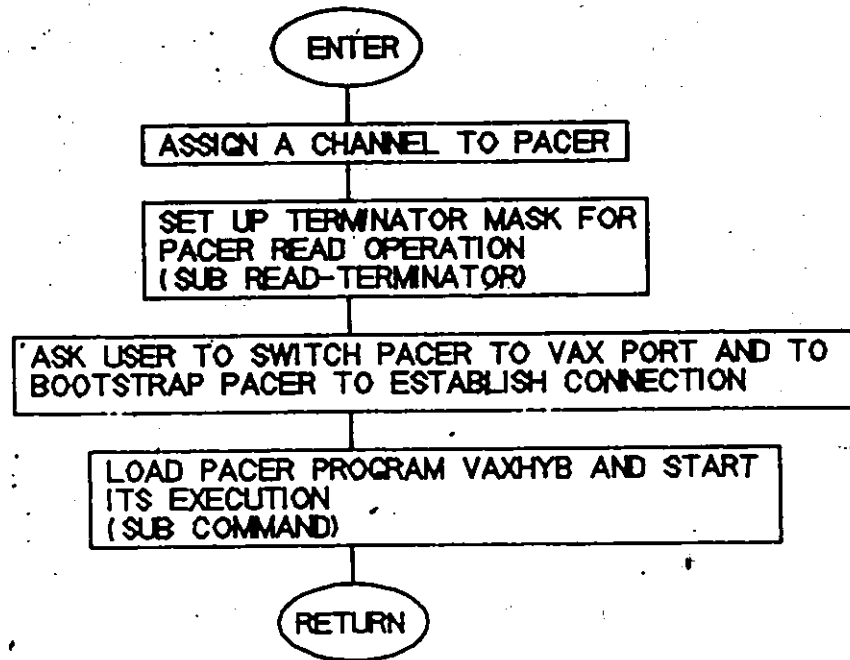 ENTER
ASSIGN A CHANNEL TO PACER
SET UP TERMINATOR MASK FOR
PACER READ OPERATION
(SUB READ-TERMINATOR)
ASK USER TO SWITCH PACER TO VAX PORT AND TO
BOOTSTRAP PACER TO ESTABLISH CONNECTION
LOAD PACER PROGRAM VAXHYB AND START
ITS EXECUTION
(SUB COMMAND)
RETURN